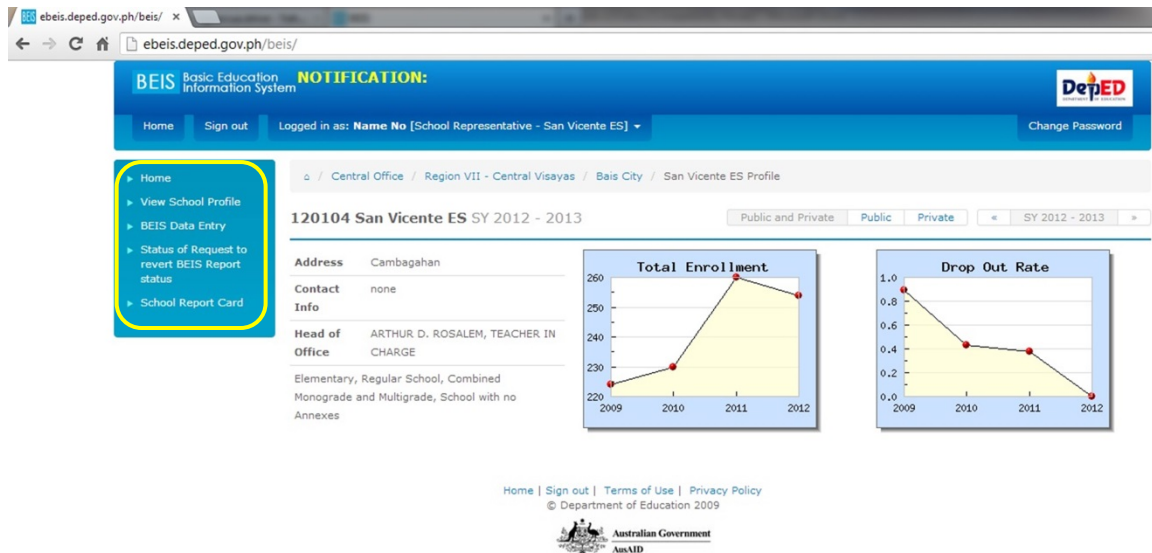 ebeis.deped.gov.ph/beis/ ×
ebeis.deped.gov.ph/beis/
BEIS Basic Education Information System
NOTIFICATION:
DepED
Home Sign out Logged in as: Name No [School Representative - San Vicente ES] Change Password
Home
View School Profile
BEIS Data Entry
Status of Request to
revert BEIS Report
status
School Report Card
/ Central Office / Region VII - Central Visayas / Bais City / San Vicente ES Profile
120104 San Vicente ES SY 2012 - 2013
Public and Private Public Private « SY 2012 - 2013 »
Address Cambagahan
Contact Info none
Head of Office ARTHUR D. ROSALEM, TEACHER IN CHARGE
Elementary, Regular School, Combined
Monograde and Multigrade, School with no
Annexes
Total Enrollment
260
250
240
230
220
2009 2010 2011 2012
Drop Out Rate
1.0
0.8
0.6
0.4
0.2
0.0
2009 2010 2011 2012
Home | Sign out | Terms of Use | Privacy Policy
© Department of Education 2009
Australian Government
AusAID